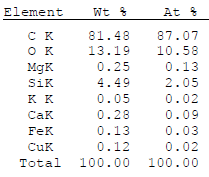 Element Wt % At %
C K 81.48 87.07
O K 13.19 10.58
MgK 0.25 0.13
SiK 4.49 2.05
K K 0.05 0.02
CaK 0.28 0.09
FeK 0.13 0.03
CuK 0.12 0.02
Total 100.00 100.00